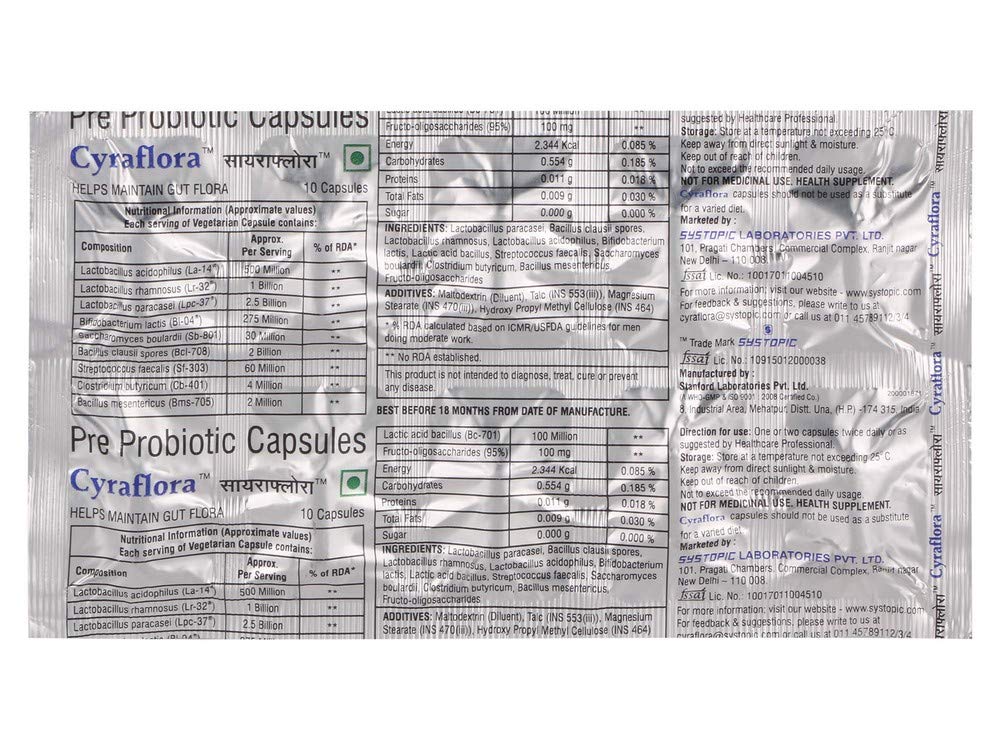 Pre Probiotic Capsules
Cyraflora™ सायराफ्लोरा™
HELPS MAINTAIN GUT FLORA 10 Capsules
Nutritional Information (Approximate values)
Each serving of Vegetarian Capsule contains:
Composition Approx. Per Serving % of RDA*
Lactobacillus acidophilus (La-14®) 500 Million **
Lactobacillus rhamnosus (Lr-32®) 1 Billion **
Lactobacillus paracasei (Lpc-37®) 2.5 Billion **
Bifidobacterium lactis (Bl-04®) 275 Million **
Saccharomyces boulardii (Sb-801) 30 Million **
Bacillus clausii spores (Bcl-708) 2 Billion **
Streptococcus faecalis (Sf-303) 60 Million **
Clostridium butyricum (Cb-401) 4 Million **
Bacillus mesentericus (Bms-705) 2 Million **
Pre Probiotic Capsules
Cyraflora™ सायराफ्लोरा™
HELPS MAINTAIN GUT FLORA 10 Capsules
Nutritional Information (Approximate values)
Each serving of Vegetarian Capsule contains:
Composition Approx. Per Serving % of RDA*
Lactobacillus acidophilus (La-14®) 500 Million **
Lactobacillus rhamnosus (Lr-32®) 1 Billion **
Lactobacillus paracasei (Lpc-37®) 2.5 Billion **
Fructo-oligosaccharides (95%) 100 mg **
Energy 2.344 Kcal 0.085 %
Carbohydrates 0.554 g 0.185 %
Proteins 0.011 g 0.018 %
Total Fats 0.009 g 0.030 %
Sugar 0.000 g 0.000 %
INGREDIENTS: Lactobacillus paracasei, Bacillus clausii spores,
Lactobacillus rhamnosus, Lactobacillus acidophilus, Bifidobacterium
lactis, Lactic acid bacillus, Streptococcus faecalis, Saccharomyces
boulardii, Clostridium butyricum, Bacillus mesentericus,
Fructo-oligosaccharides
ADDITIVES: Maltodextrin (Diluent), Talc (INS 553(iii)), Magnesium
Stearate (INS 470(iii)), Hydroxy Propyl Methyl Cellulose (INS 464)
* % RDA calculated based on ICMR/USFDA guidelines for men
doing moderate work.
** No RDA established.
This product is not intended to diagnose, treat, cure or prevent
any disease.
BEST BEFORE 18 MONTHS FROM DATE OF MANUFACTURE.
Lactic acid bacillus (Bc-701) 100 Million **
Fructo-oligosaccharides (95%) 100 mg **
Energy 2.344 Kcal 0.085 %
Carbohydrates 0.554 g 0.185 %
Proteins 0.011 g 0.018 %
Total Fats 0.009 g 0.030 %
Sugar 0.000 g 0.000 %
INGREDIENTS: Lactobacillus paracasei, Bacillus clausii spores,
Lactobacillus rhamnosus, Lactobacillus acidophilus, Bifidobacterium
lactis, Lactic acid bacillus, Streptococcus faecalis, Saccharomyces
boulardii, Clostridium butyricum, Bacillus mesentericus,
Fructo-oligosaccharides
ADDITIVES: Maltodextrin (Diluent), Talc (INS 553(iii)), Magnesium
Stearate (INS 470(iii)), Hydroxy Propyl Methyl Cellulose (INS 464)
suggested by Healthcare Professional.
Storage: Store at a temperature not exceeding 25°C
Keep away from direct sunlight & moisture.
Keep out of reach of children.
Not to exceed the recommended daily usage.
NOT FOR MEDICINAL USE. HEALTH SUPPLEMENT.
Cyraflora capsules should not be used as a substitute
for a varied diet.
Marketed by :
SYSTOPIC LABORATORIES PVT. LTD.
101, Pragati Chambers, Commercial Complex, Ranjit nagar
New Delhi – 110 008.
fssai Lic. No.: 10017011004510
For more information; visit our website - www.systopic.com
For feedback & suggestions, please write to us at
cyraflora@systopic.com or call us at 011 45789112/3/4
™ Trade Mark SYSTOPIC
fssai Lic. No.: 10915012000038
Manufactured by :
Stanford Laboratories Pvt. Ltd.
(A WHO-GMP & ISO 9001 : 2008 Certified Co.)
8, Industrial Area, Mehatpur, Distt. Una, (H.P.) -174 315, India
Direction for use: One or two capsules twice daily or as
suggested by Healthcare Professional.
Storage: Store at a temperature not exceeding 25°C
Keep away from direct sunlight & moisture.
Keep out of reach of children.
Not to exceed the recommended daily usage.
NOT FOR MEDICINAL USE. HEALTH SUPPLEMENT.
Cyraflora capsules should not be used as a substitute
for a varied diet.
Marketed by :
SYSTOPIC LABORATORIES PVT. LTD.
101, Pragati Chambers, Commercial Complex, Ranjit nagar
New Delhi – 110 008.
fssai Lic. No.: 10017011004510
For more information: visit our website - www.systopic.com
For feedback & suggestions, please write to us at
cyraflora@systopic.com or call us at 011 45789112/3/4
Cyraflora™ सायराफ्लोरा™ Cyraflora™ सायराफ्लोरा™ Cyraflora™